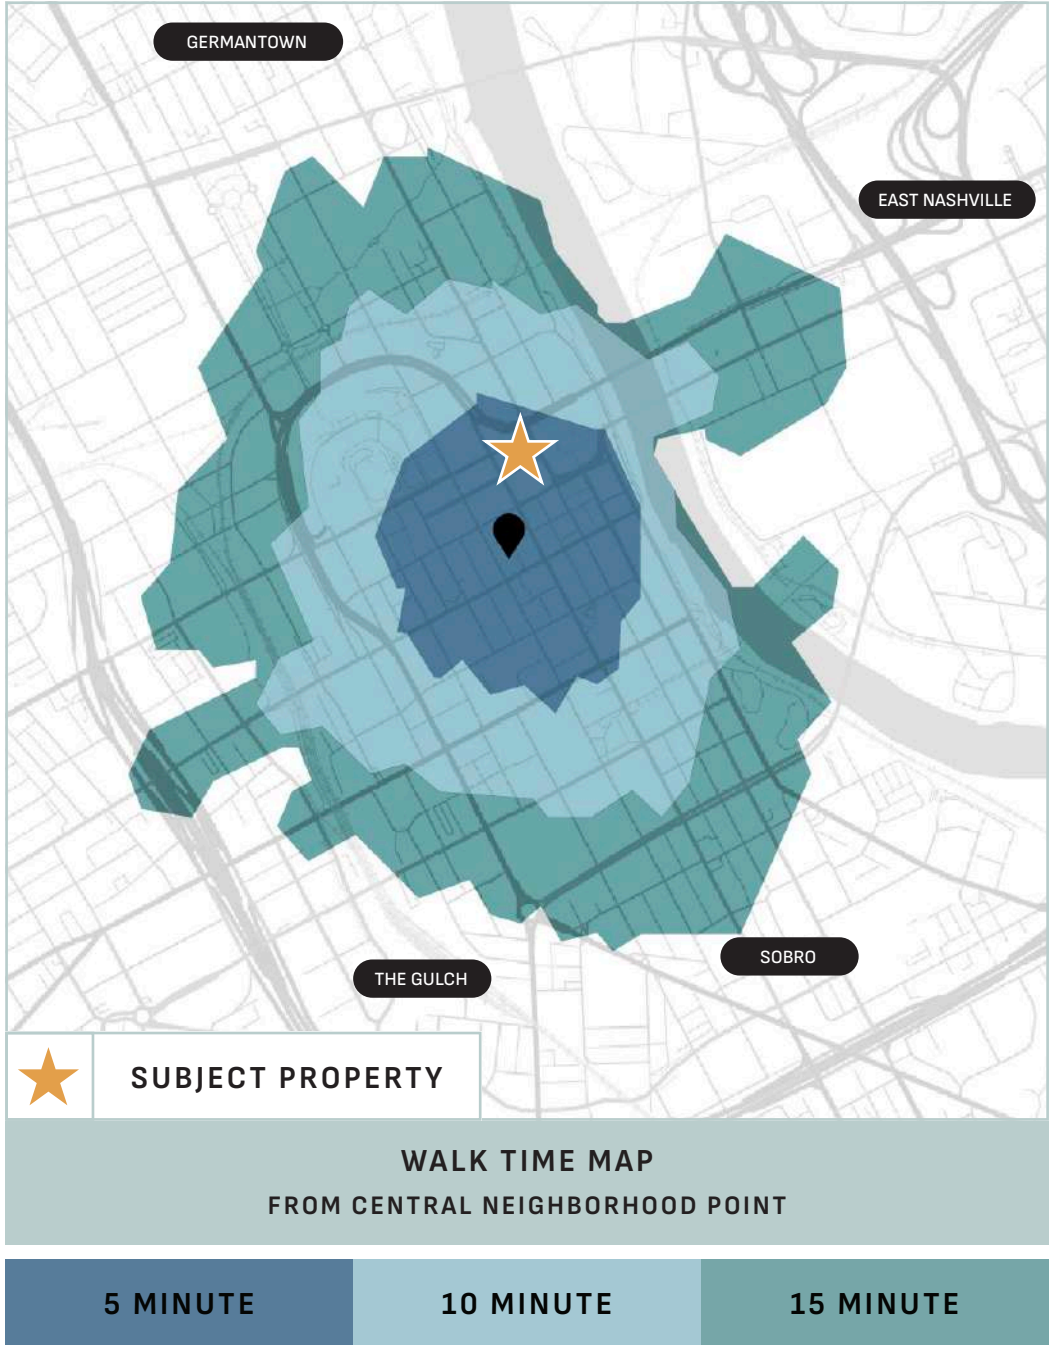 GERMANTOWN
EAST NASHVILLE
SOBRO
THE GULCH
SUBJECT PROPERTY
WALK TIME MAP
FROM CENTRAL NEIGHBORHOOD POINT
5 MINUTE
10 MINUTE
15 MINUTE